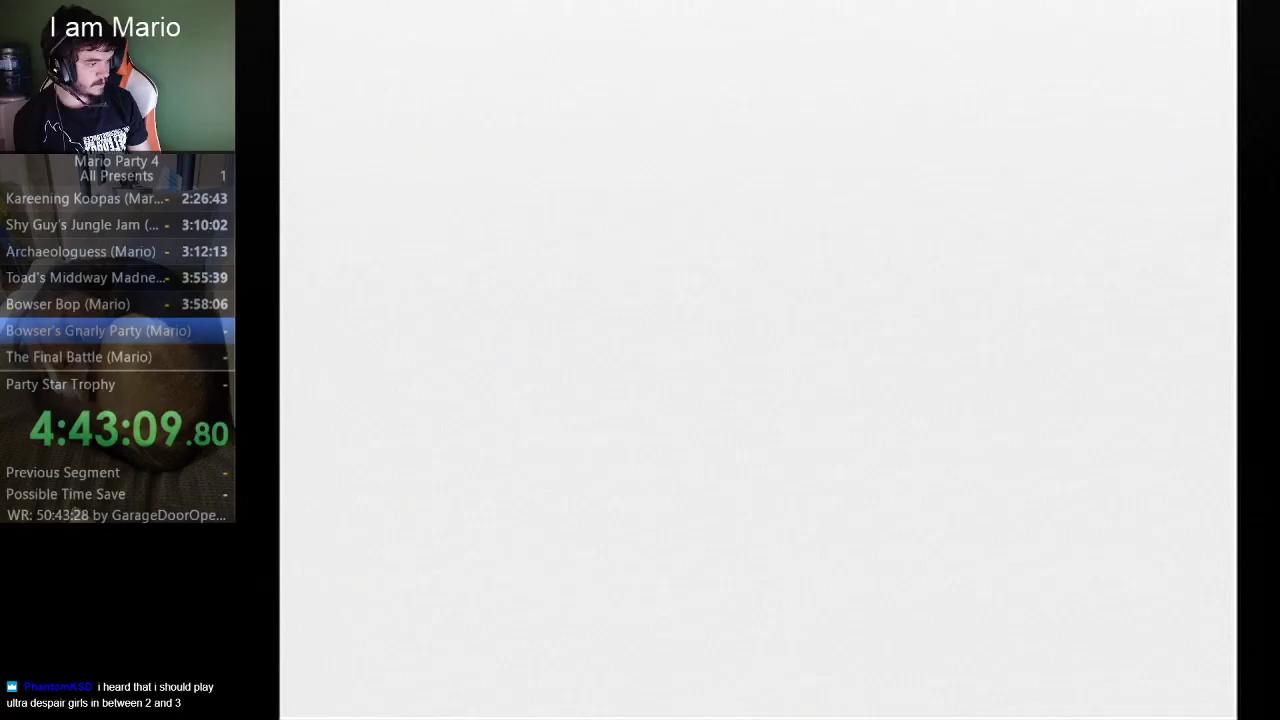 I am Mario
Mario Party 4
All Presents 1
Kareening Koopas (Mar... - 2:26:43
Shy Guy's Jungle Jam (... - 3:10:02
Archaeologuess (Mario) - 3:12:13
Toad's Middway Madne... - 3:55:39
Bowser Bop (Mario) - 3:58:06
Bowser's Gnarly Party (Mario) -
The Final Battle (Mario) -
Party Star Trophy -
4:43:09.80
Previous Segment -
Possible Time Save -
WR: 50:43:28 by GarageDoorOpe...
PhantomKSD i heard that i should play
ultra despair girls in between 2 and 3